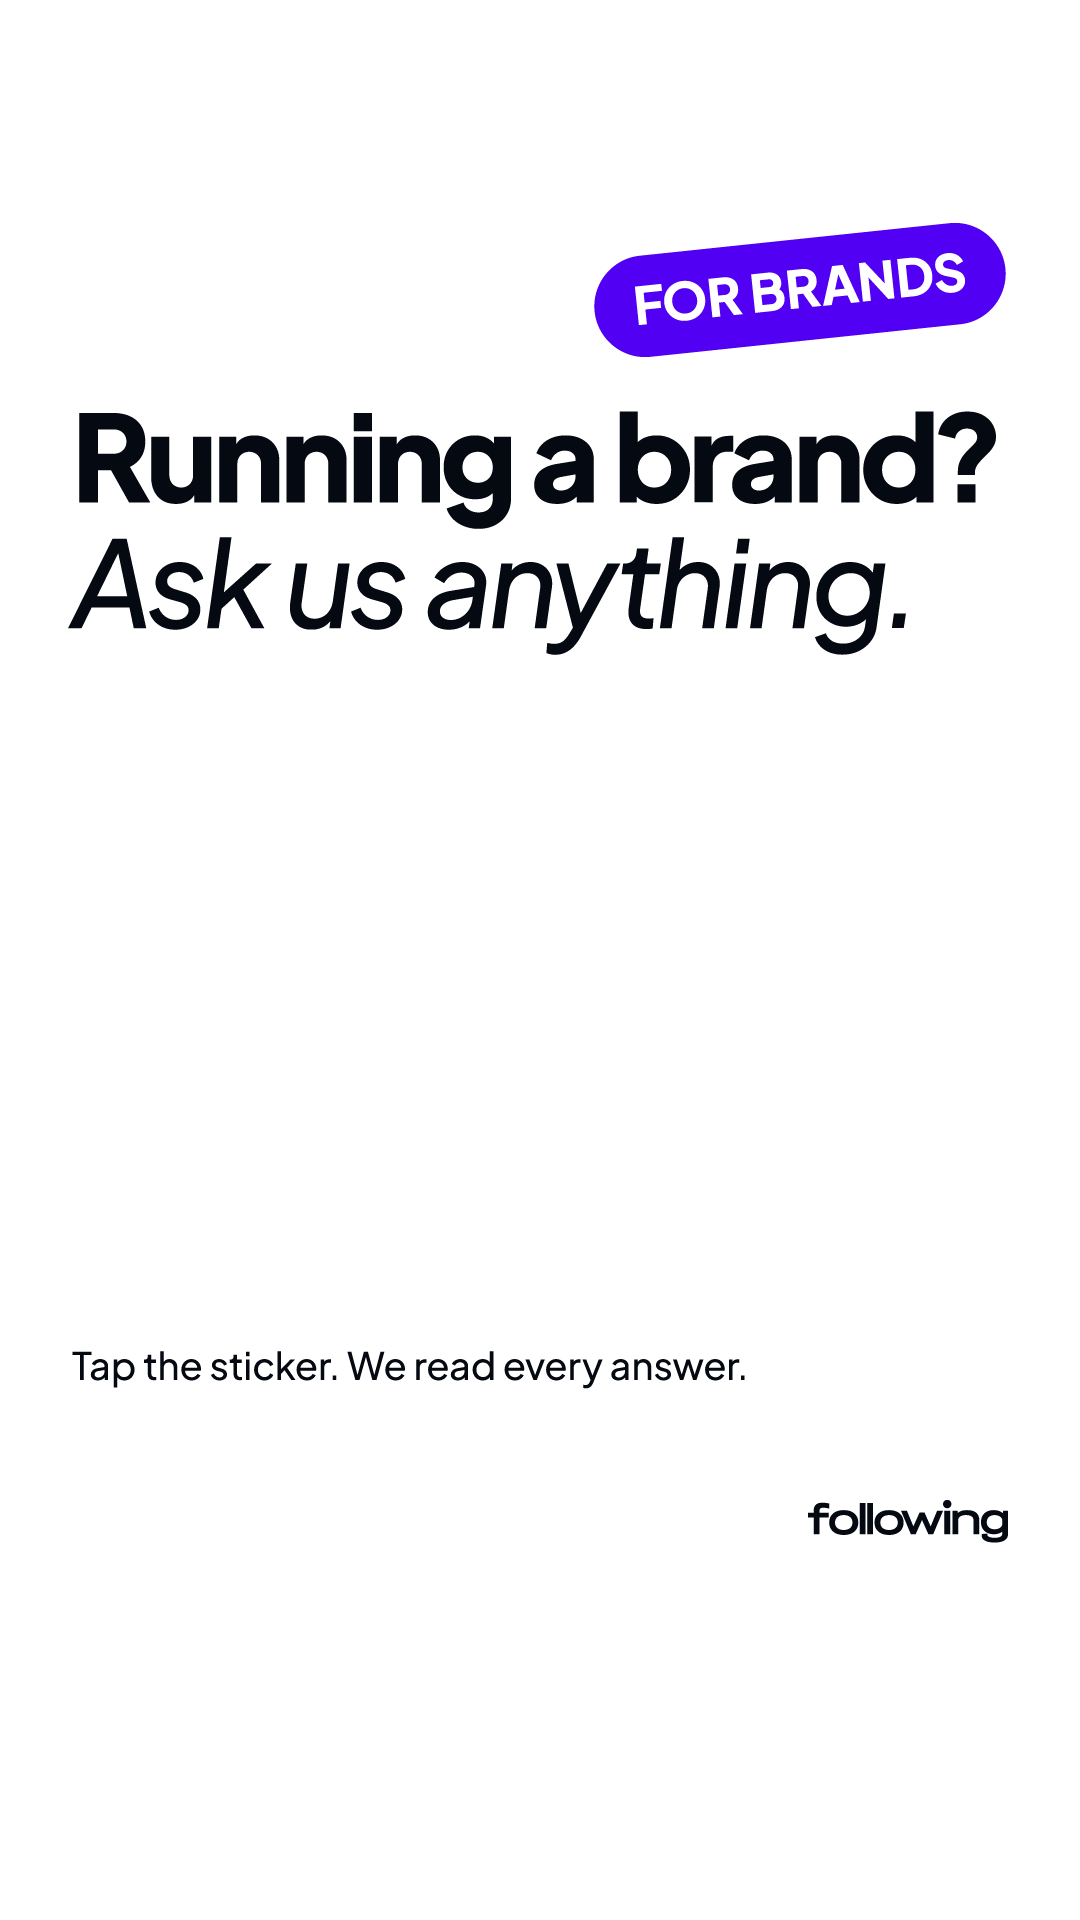 FOR BRANDS
Running a brand?
Ask us anything.
Tap the sticker. We read every answer.
following